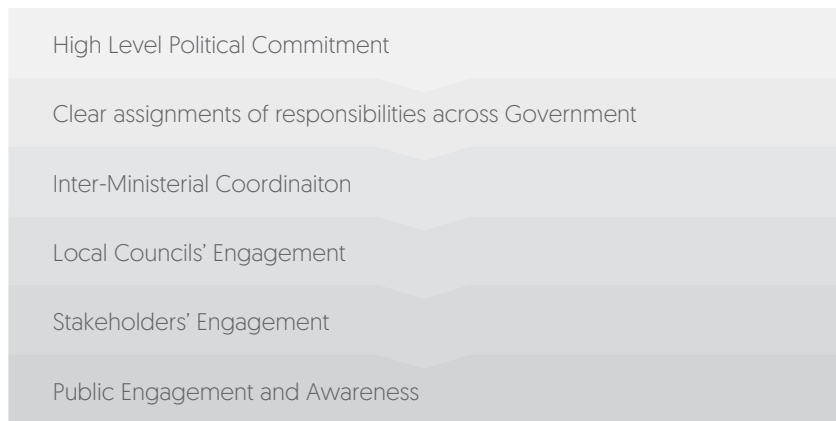 High Level Political Commitment
Clear assignments of responsibilities across Government
Inter-Ministerial Coordinaiton
Local Councils’ Engagement
Stakeholders’ Engagement
Public Engagement and Awareness